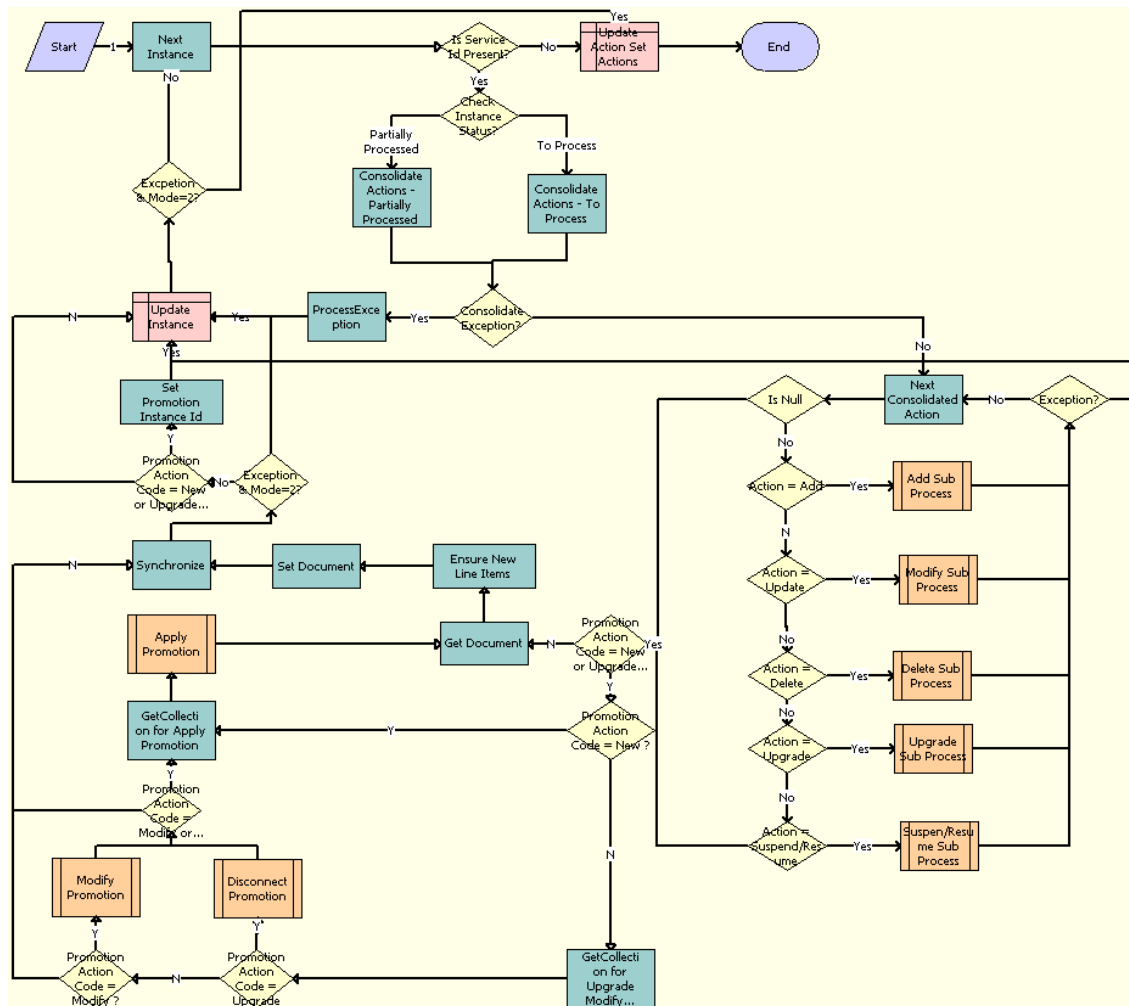 Start
1
Next
Instance
Is Service
Id Present?
No
Yes
Update
Action Set
Actions
End
No
Yes
Check
Instance
Status?
Partially
Processed
To Process
Excpetion
& Mode=2?
Consolidate
Actions -
Partially
Processed
Consolidate
Actions - To
Process
N
Update
Instance
Yes
ProcessException
Yes
Consolidate
Exception?
No
Yes
Set
Promotion
Instance Id
Is Null
Next
Consolidated
Action
No
Exception?
Y
No
Promotion
Action
Code = New
or Upgrade...
No
Exception
& Mode=2?
Action = Add
Yes
Add Sub
Process
N
N
Synchronize
Set Document
Ensure New
Line Items
Action =
Update
Yes
Modify Sub
Process
Apply
Promotion
Get Document
N
Promotion
Action
Code = New
or Upgrade...
Yes
No
Y
Action =
Delete
Yes
Delete Sub
Process
GetCollecti
on for Apply
Promotion
Y
Promotion
Action
Code = New ?
No
Action =
Upgrade
Yes
Upgrade
Sub Process
Y
Promotion
Action
Code =
Modify or...
No
Action =
Suspend/Res
ume
Yes
Suspen/Resu
me Sub
Process
N
Modify
Promotion
Disconnect
Promotion
Y
Y
Promotion
Action
Code =
Modify ?
N
Promotion
Action
Code =
Upgrade
GetCollecti
on for
Upgrade
Modify...